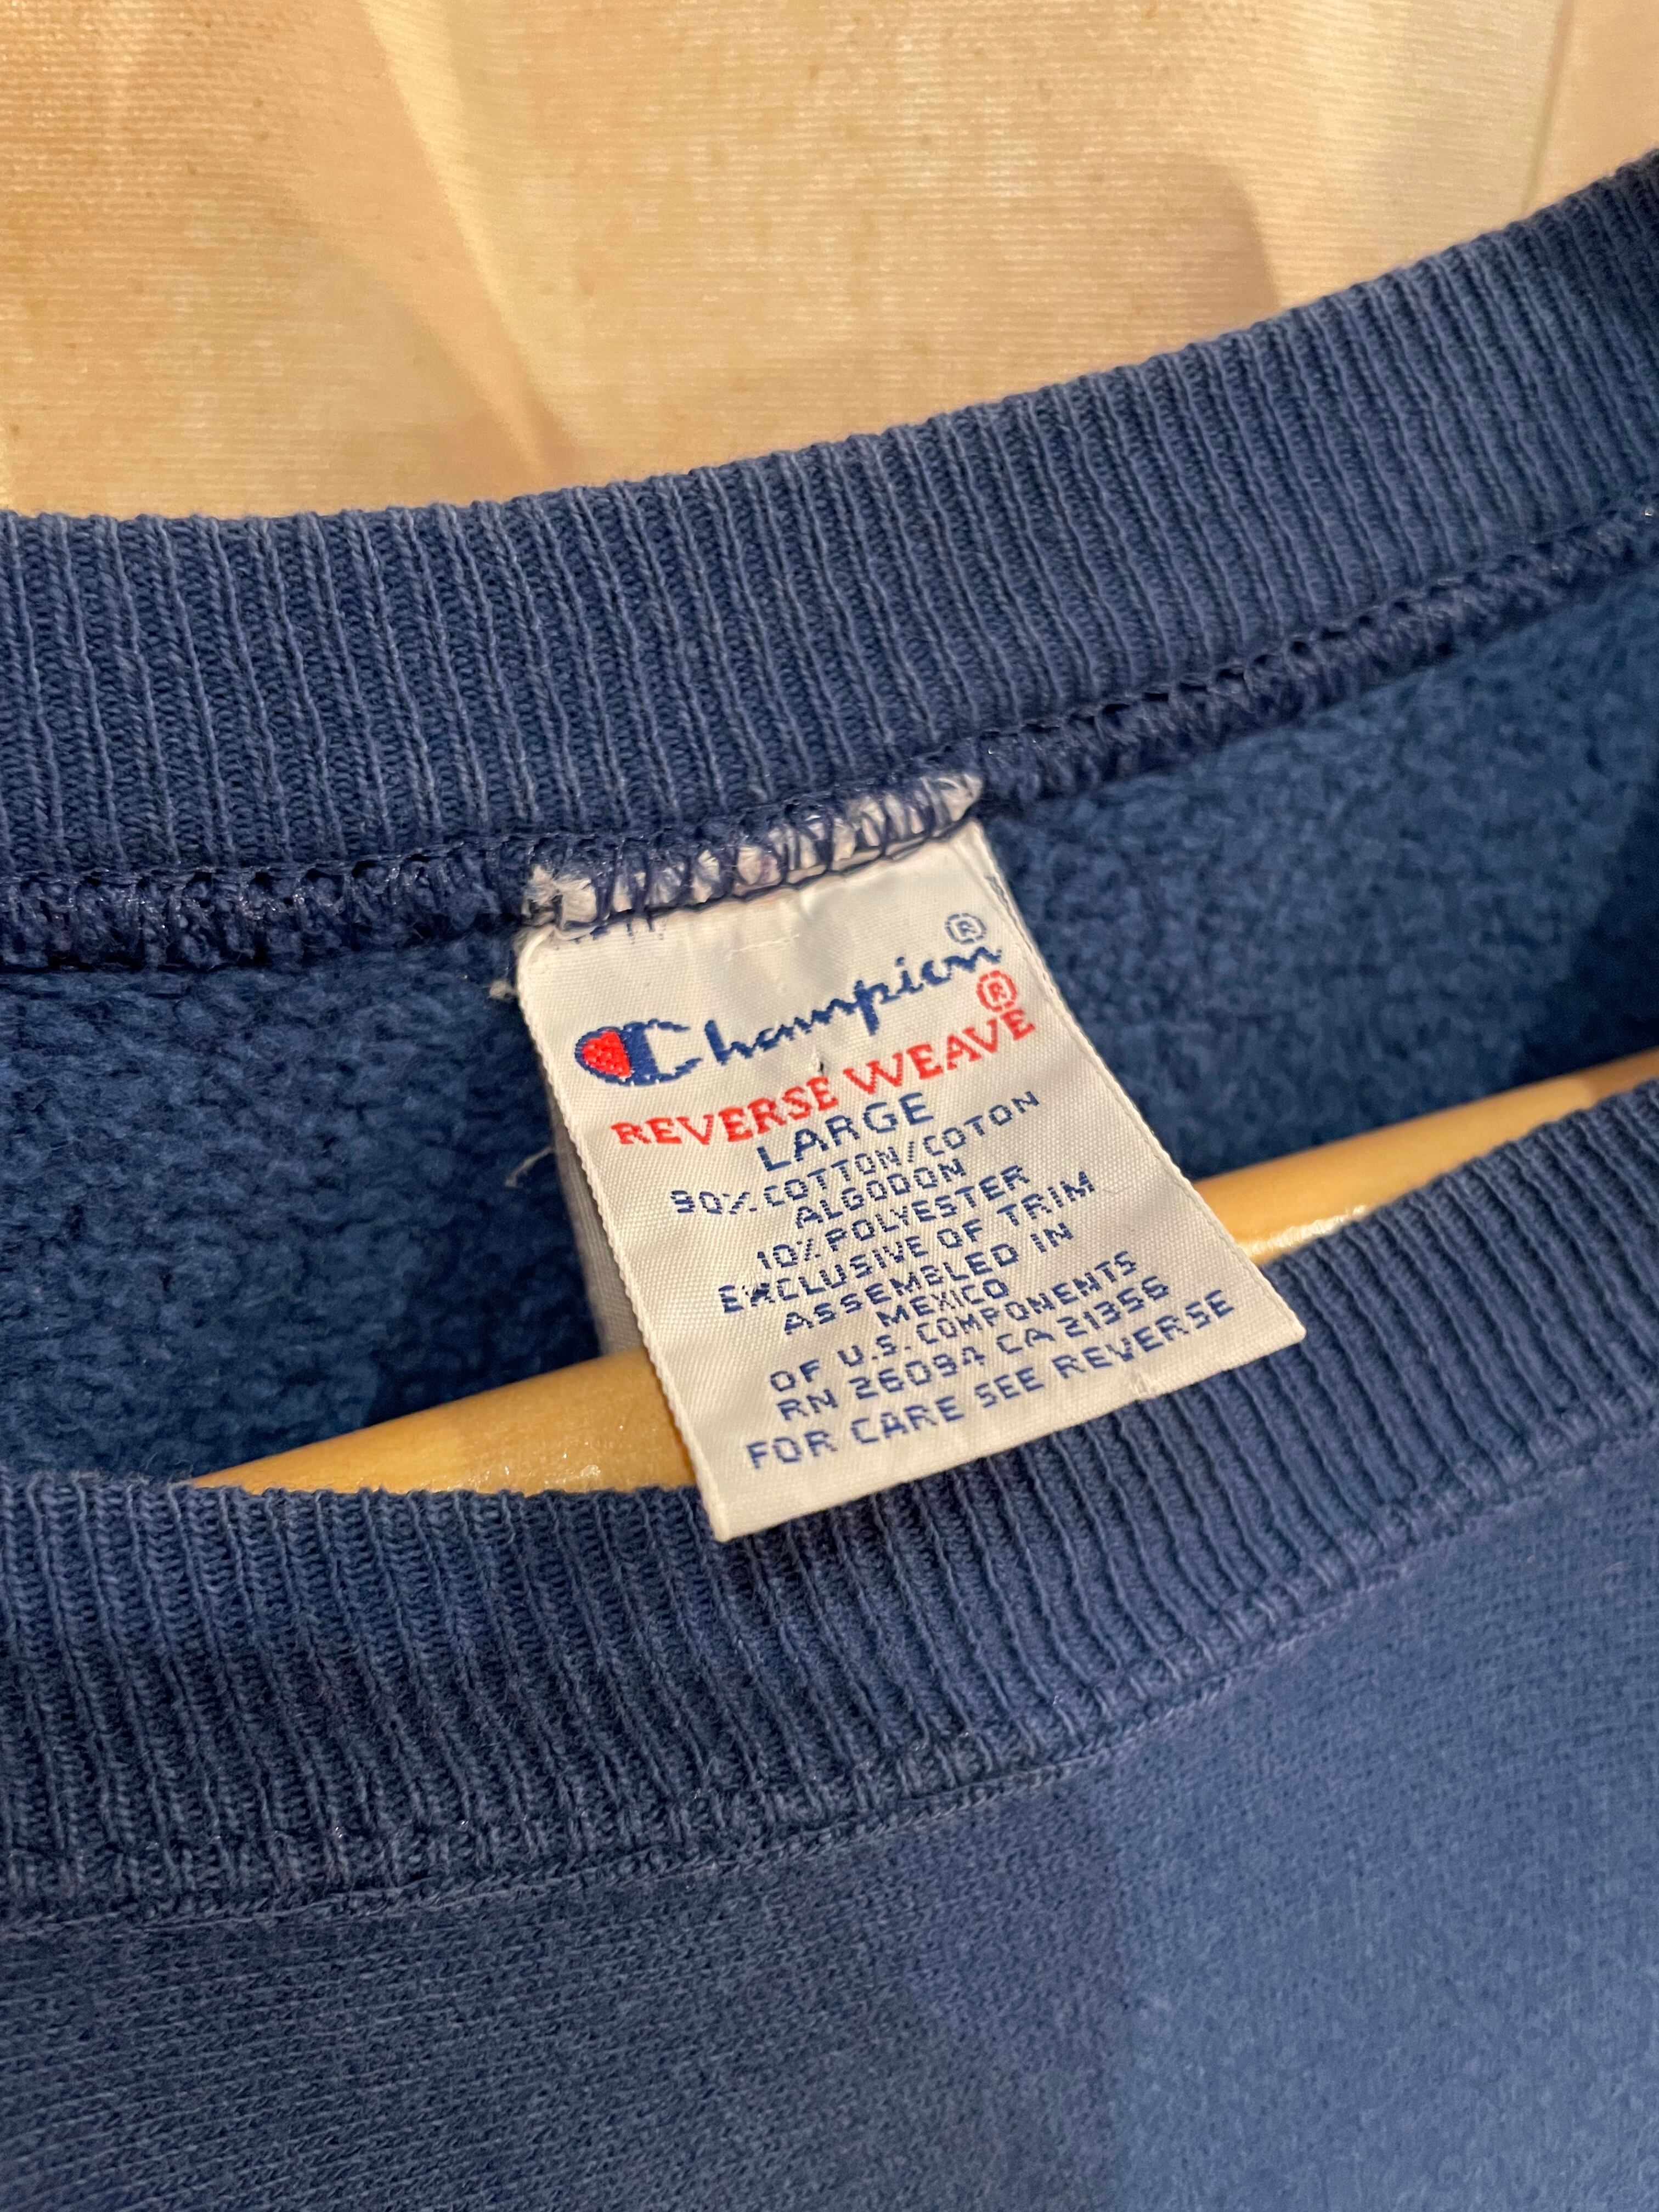 Champion®
REVERSE WEAVE®
LARGE
90% COTTON/COTON
ALGODON
10% POLYESTER
EXCLUSIVE OF TRIM
ASSEMBLED IN
MEXICO
OF U.S. COMPONENTS
RN 26094 CA 21356
FOR CARE SEE REVERSE